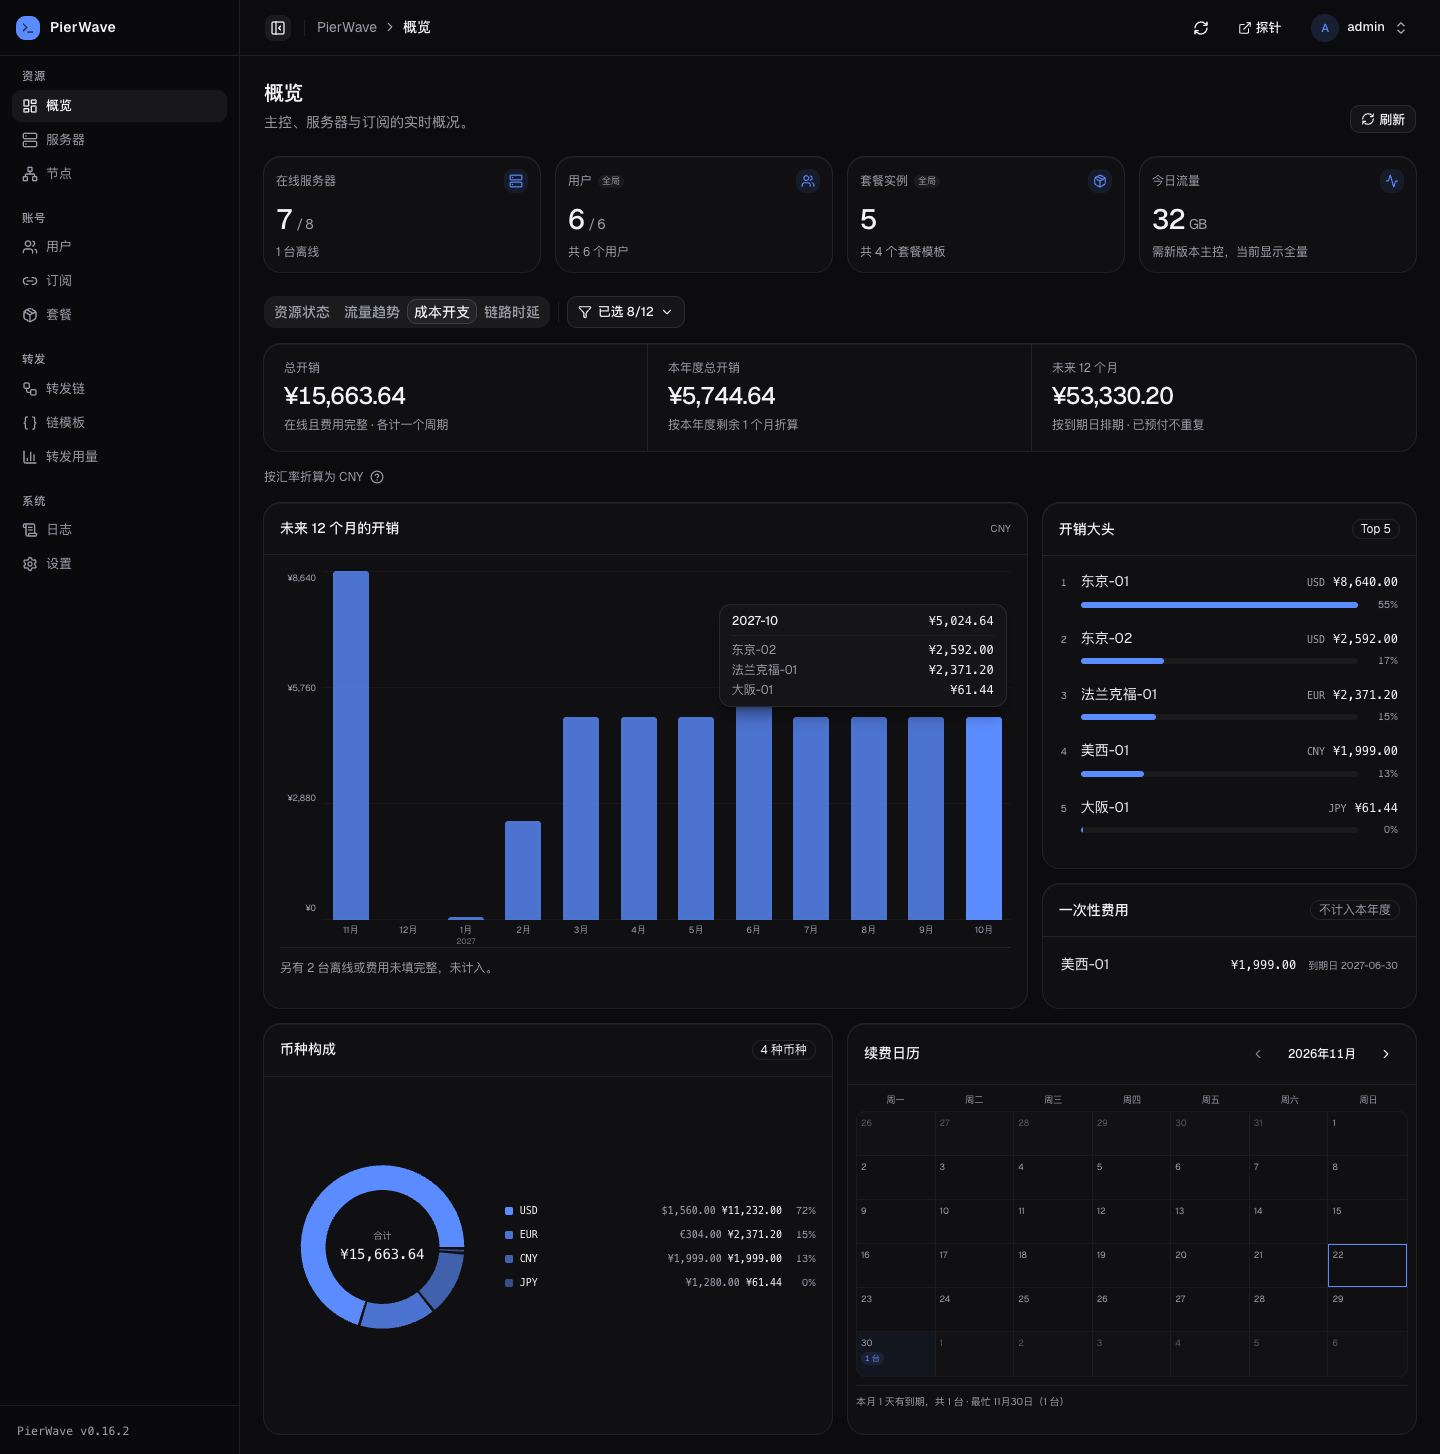 PierWave
PierWave > 概览
探针
A admin
资源
概览
服务器
节点
账号
用户
订阅
套餐
转发
转发链
链模板
转发用量
系统
日志
设置
PierWave v0.16.2
概览
主控、服务器与订阅的实时概况。
刷新
在线服务器
7 / 8
1 台离线
用户 全局
6 / 6
共 6 个用户
套餐实例 全局
5
共 4 个套餐模板
今日流量
32 GB
需新版本主控，当前显示全量
资源状态 流量趋势 成本开支 链路时延
已选 8/12
总开销
¥15,663.64
在线且费用完整 · 各计一个周期
本年度总开销
¥5,744.64
按本年度剩余 1 个月折算
未来 12 个月
¥53,330.20
按到期日排期 · 已预付不重复
按汇率折算为 CNY
未来 12 个月的开销
CNY
¥8,640
¥5,760
¥2,880
¥0
2027-10 ¥5,024.64
东京-02 ¥2,592.00
法兰克福-01 ¥2,371.20
大阪-01 ¥61.44
11月 12月 1月 2月 3月 4月 5月 6月 7月 8月 9月 10月
2027
另有 2 台离线或费用未填完整，未计入。
开销大头
Top 5
1 东京-01 USD ¥8,640.00
55%
2 东京-02 USD ¥2,592.00
17%
3 法兰克福-01 EUR ¥2,371.20
15%
4 美西-01 CNY ¥1,999.00
13%
5 大阪-01 JPY ¥61.44
0%
一次性费用
不计入本年度
美西-01 ¥1,999.00 到期日 2027-06-30
币种构成
4 种币种
合计
¥15,663.64
USD $1,560.00 ¥11,232.00 72%
EUR €304.00 ¥2,371.20 15%
CNY ¥1,999.00 ¥1,999.00 13%
JPY ¥1,280.00 ¥61.44 0%
续费日历
2026年11月
周一 周二 周三 周四 周五 周六 周日
26 27 28 29 30 31 1
2 3 4 5 6 7 8
9 10 11 12 13 14 15
16 17 18 19 20 21 22
23 24 25 26 27 28 29
30 1 2 3 4 5 6
1 台
本月 1 天有到期，共 1 台 · 最忙 11月30日（1 台）